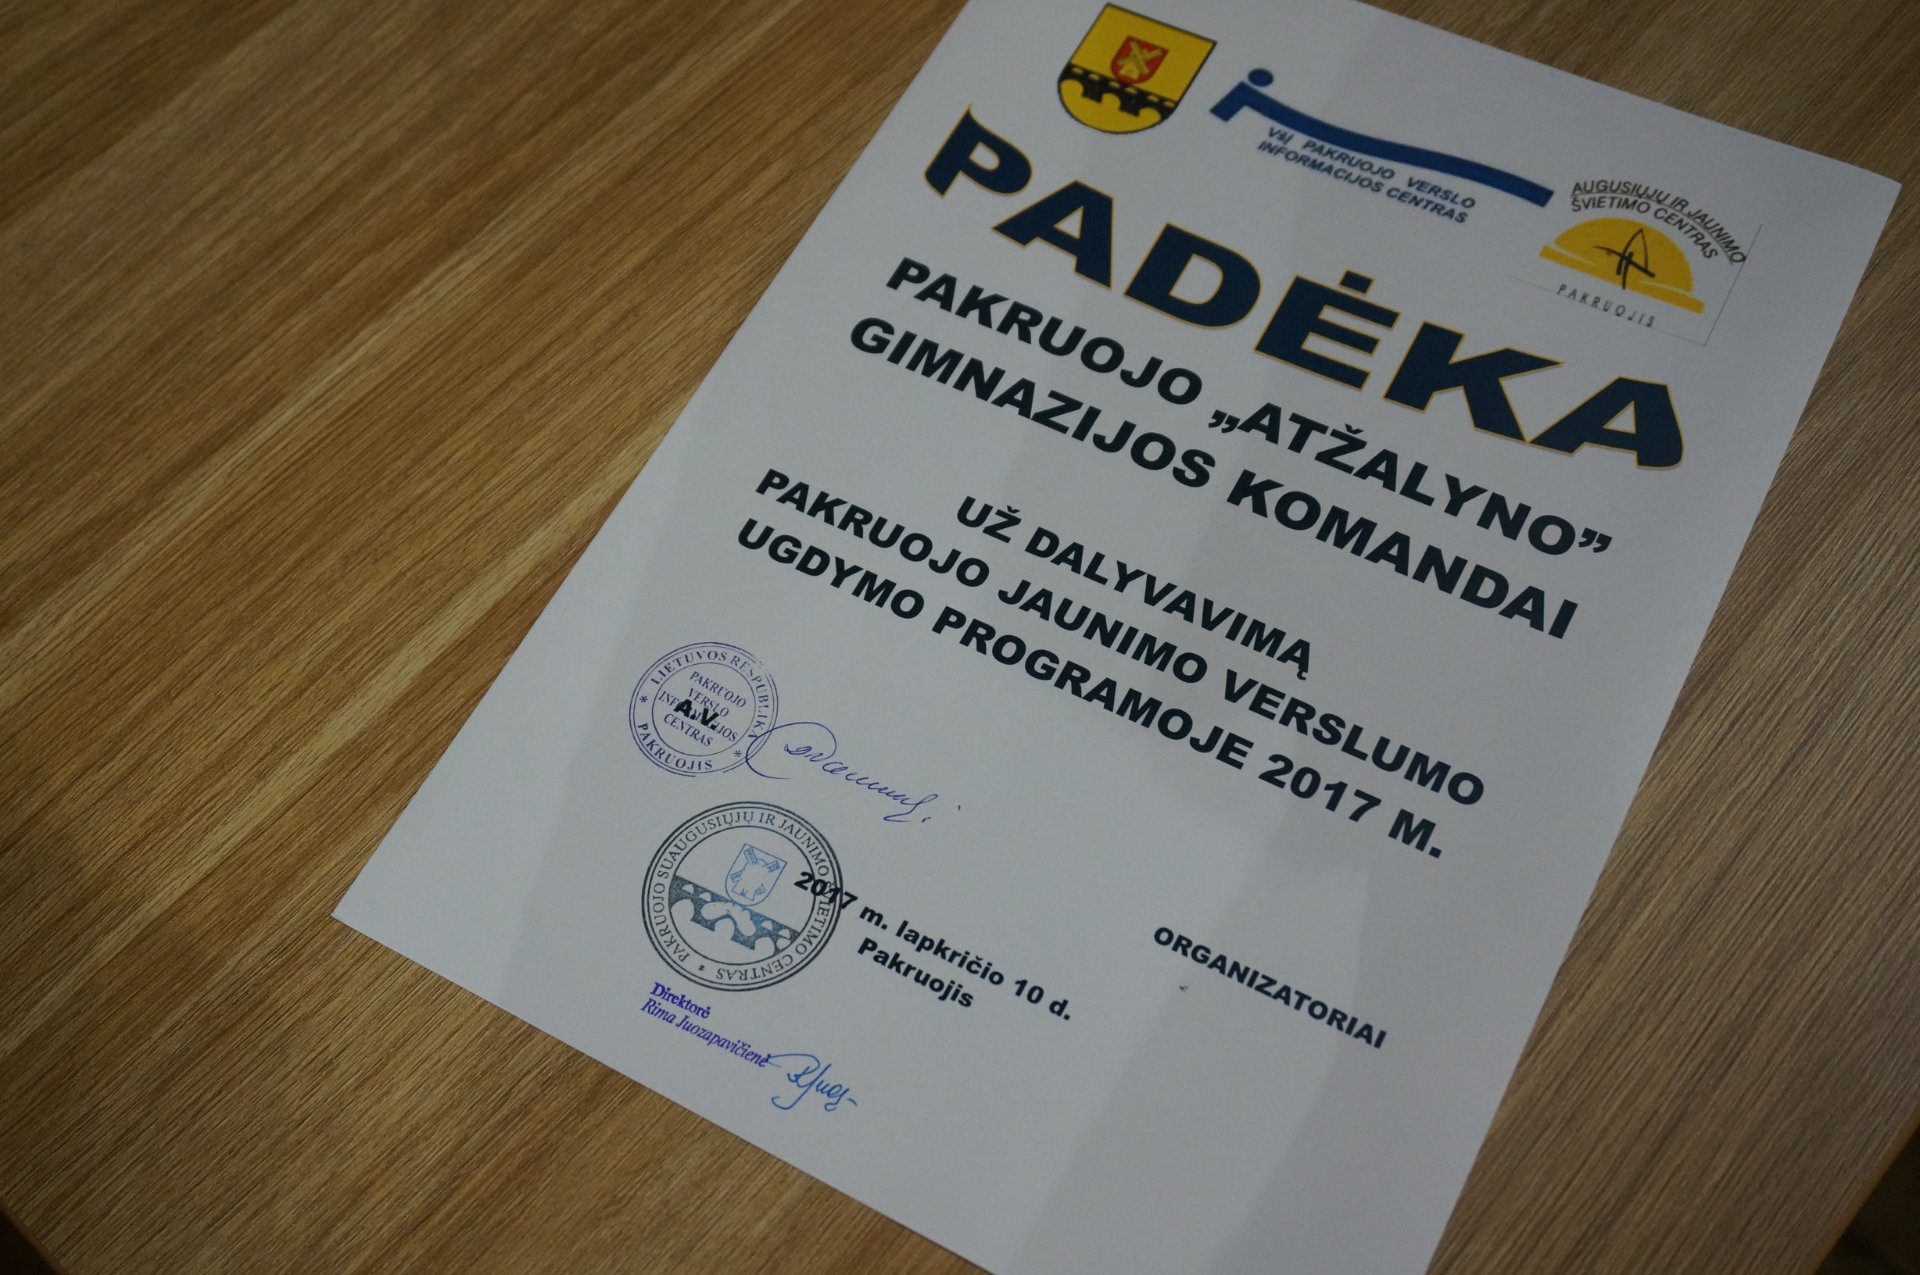 VšĮ PAKRUOJO VERSLO
INFORMACIJOS CENTRAS
AUGUSIŲJŲ IR JAUNIMO
ŠVIETIMO CENTRAS
PAKRUOJIS
PADĖKA
PAKRUOJO „ATŽALYNO”
GIMNAZIJOS KOMANDAI
UŽ DALYVAVIMĄ
PAKRUOJO JAUNIMO VERSLUMO
UGDYMO PROGRAMOJE 2017 M.
LIETUVOS RESPUBLIKA
PAKRUOJO
VERSLO
INFORMACIJOS
CENTRAS
* PAKRUOJIS *
A.V.
PAKRUOJO SUAUGUSIŲJŲ IR JAUNIMO ŠVIETIMO CENTRAS *
2017 m. lapkričio 10 d.
Pakruojis
ORGANIZATORIAI
Direktorė
Rima Juozapavičienė